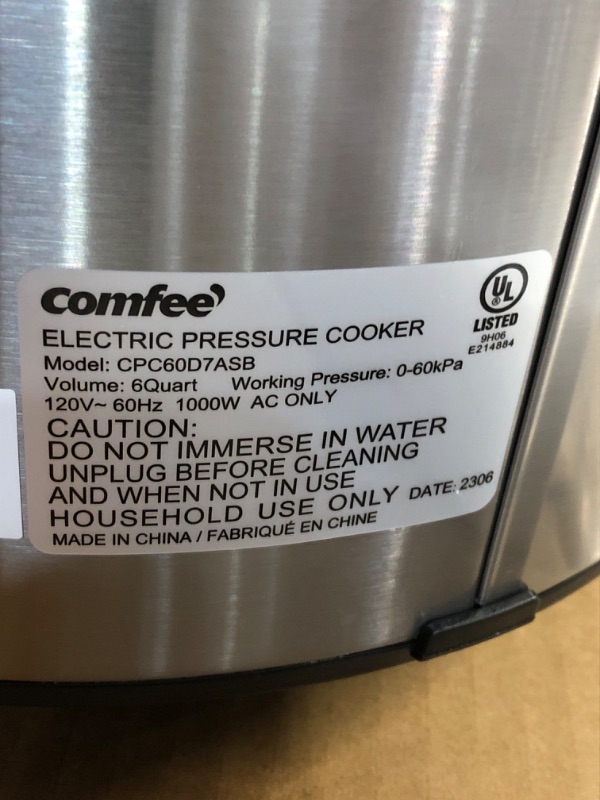 comfee'
ELECTRIC PRESSURE COOKER
Model: CPC60D7ASB
Volume: 6Quart Working Pressure: 0-60kPa
120V~ 60Hz 1000W AC ONLY
CAUTION:
DO NOT IMMERSE IN WATER
UNPLUG BEFORE CLEANING
AND WHEN NOT IN USE
HOUSEHOLD USE ONLY DATE: 2306
MADE IN CHINA / FABRIQUÉ EN CHINE
UL
LISTED
9H06
E214884